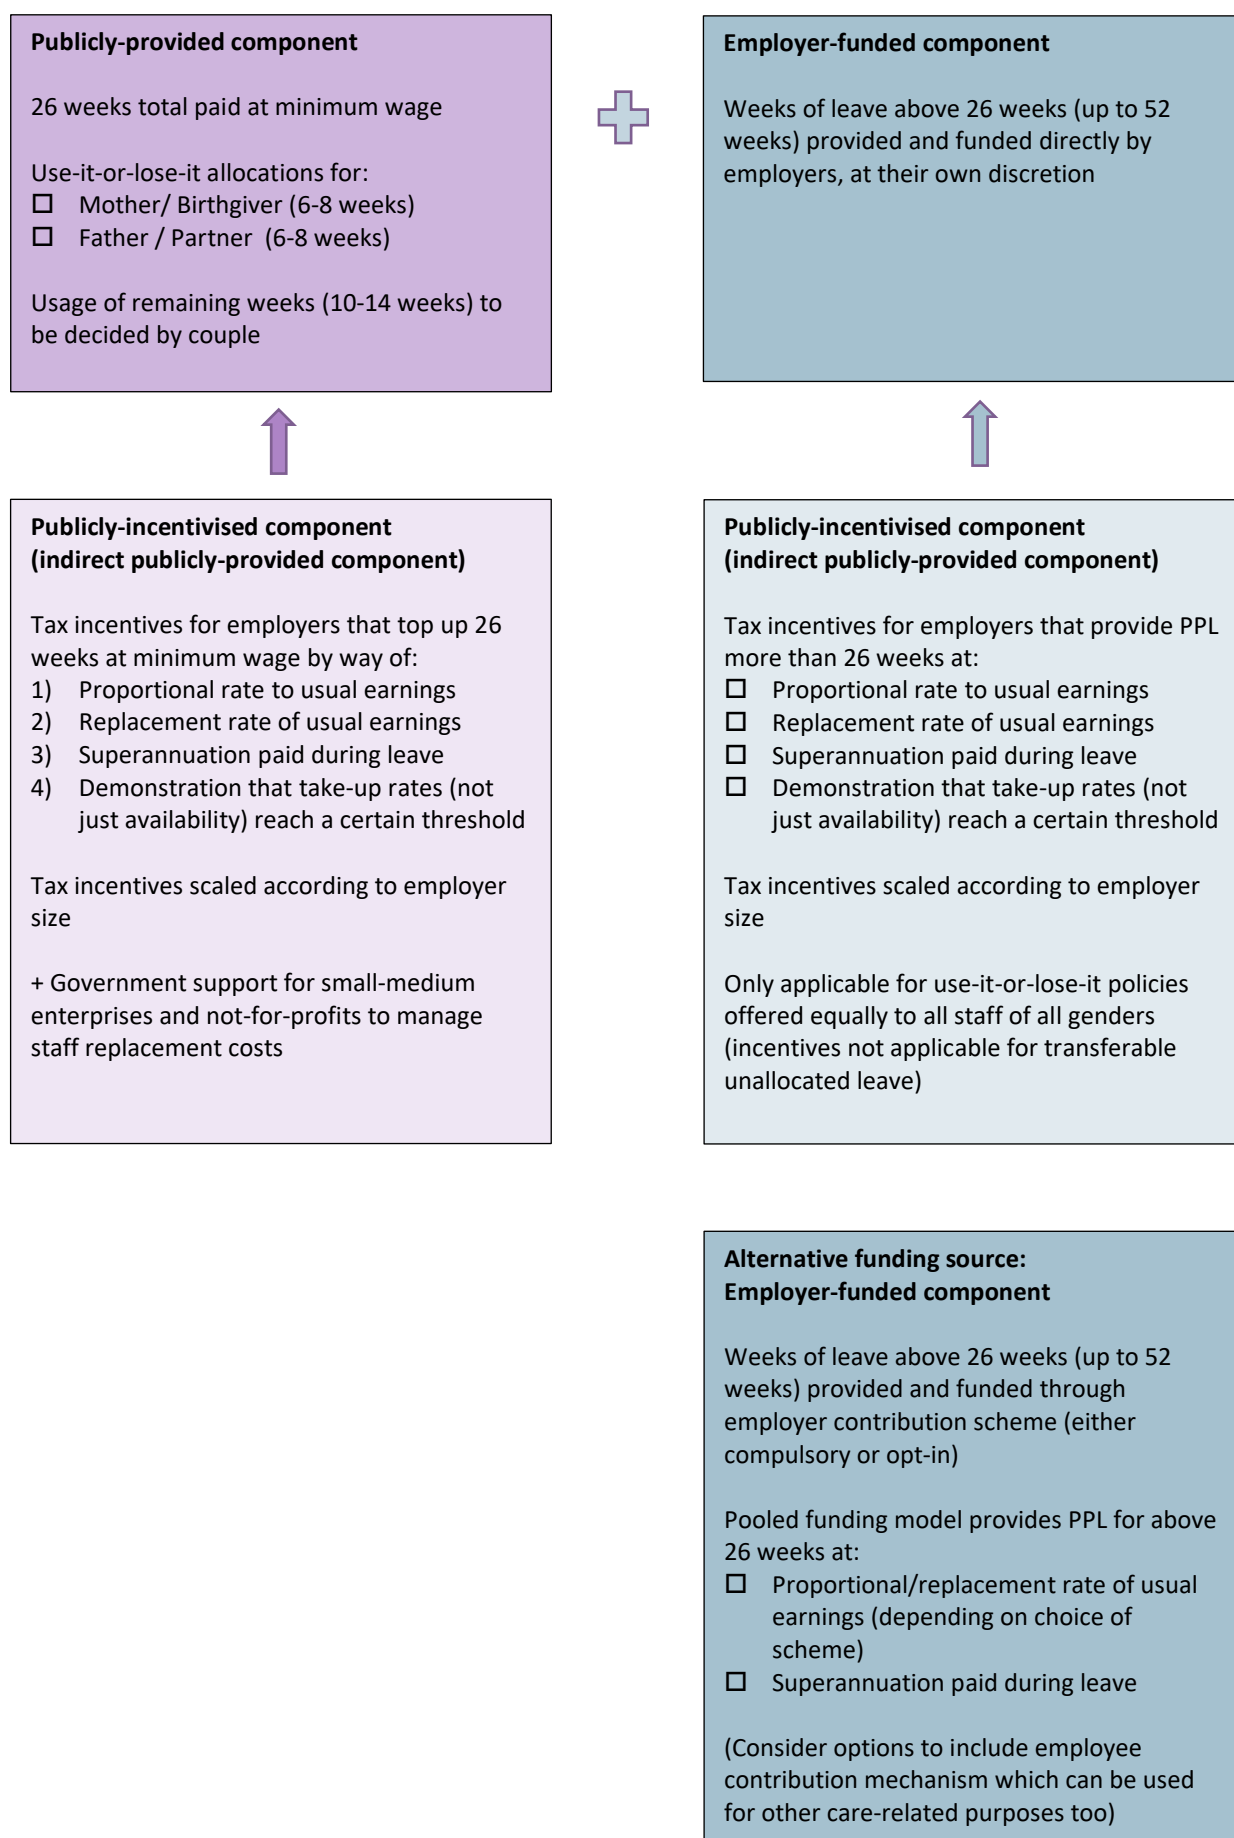 Publicly-provided component
26 weeks total paid at minimum wage
Use-it-or-lose-it allocations for:
☐ Mother/ Birthgiver (6-8 weeks)
☐ Father / Partner  (6-8 weeks)
Usage of remaining weeks (10-14 weeks) to
be decided by couple
Employer-funded component
Weeks of leave above 26 weeks (up to 52
weeks) provided and funded directly by
employers, at their own discretion
Publicly-incentivised component
(indirect publicly-provided component)
Tax incentives for employers that top up 26
weeks at minimum wage by way of:
1) Proportional rate to usual earnings
2) Replacement rate of usual earnings
3) Superannuation paid during leave
4) Demonstration that take-up rates (not
just availability) reach a certain threshold
Tax incentives scaled according to employer
size
+ Government support for small-medium
enterprises and not-for-profits to manage
staff replacement costs
Publicly-incentivised component
(indirect publicly-provided component)
Tax incentives for employers that provide PPL
more than 26 weeks at:
☐ Proportional rate to usual earnings
☐ Replacement rate of usual earnings
☐ Superannuation paid during leave
☐ Demonstration that take-up rates (not
just availability) reach a certain threshold
Tax incentives scaled according to employer
size
Only applicable for use-it-or-lose-it policies
offered equally to all staff of all genders
(incentives not applicable for transferable
unallocated leave)
Alternative funding source:
Employer-funded component
Weeks of leave above 26 weeks (up to 52
weeks) provided and funded through
employer contribution scheme (either
compulsory or opt-in)
Pooled funding model provides PPL for above
26 weeks at:
☐ Proportional/replacement rate of usual
earnings (depending on choice of
scheme)
☐ Superannuation paid during leave
(Consider options to include employee
contribution mechanism which can be used
for other care-related purposes too)